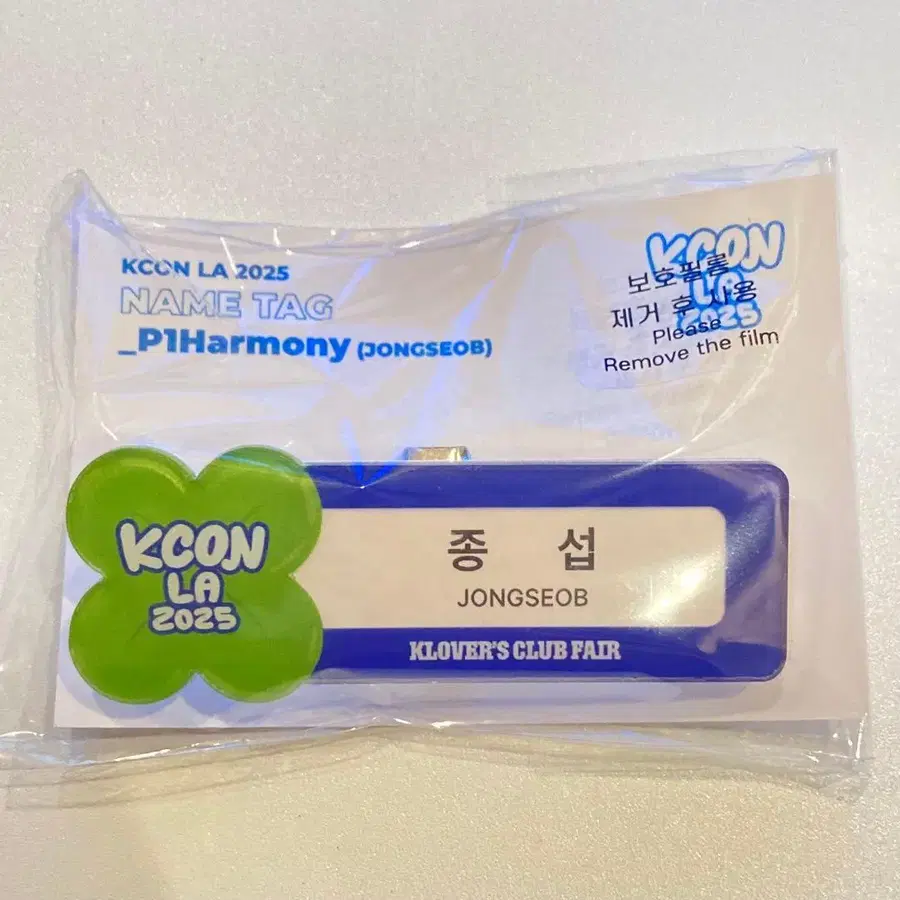 KCON LA 2025
NAME TAG
_P1Harmony (JONGSEOB)
KCON
LA
2025
보호필름
제거 후 사용
Please
Remove the film
KCON
LA
2025
종 섭
JONGSEOB
KLOVER'S CLUB FAIR